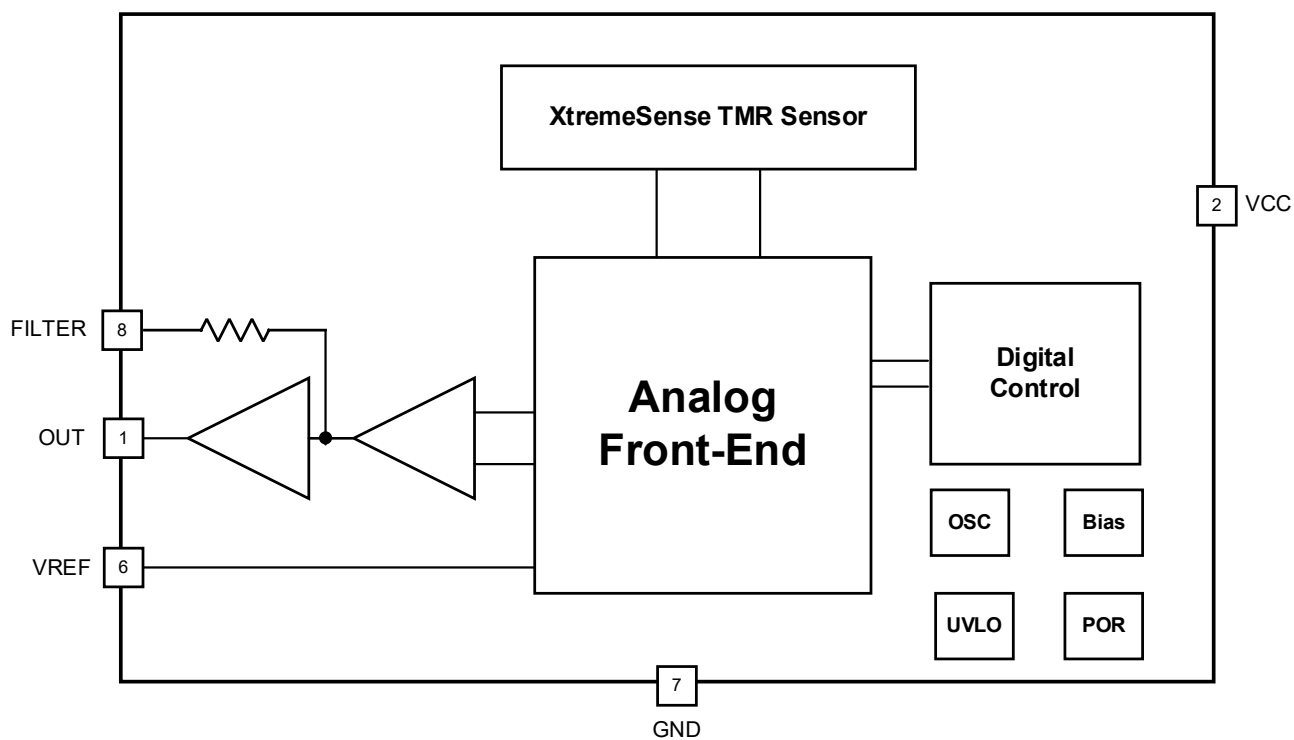 XtremeSense TMR Sensor
2 VCC
FILTER 8
Analog
Front-End
Digital
Control
OUT 1
OSC
Bias
VREF 6
UVLO
POR
7
GND